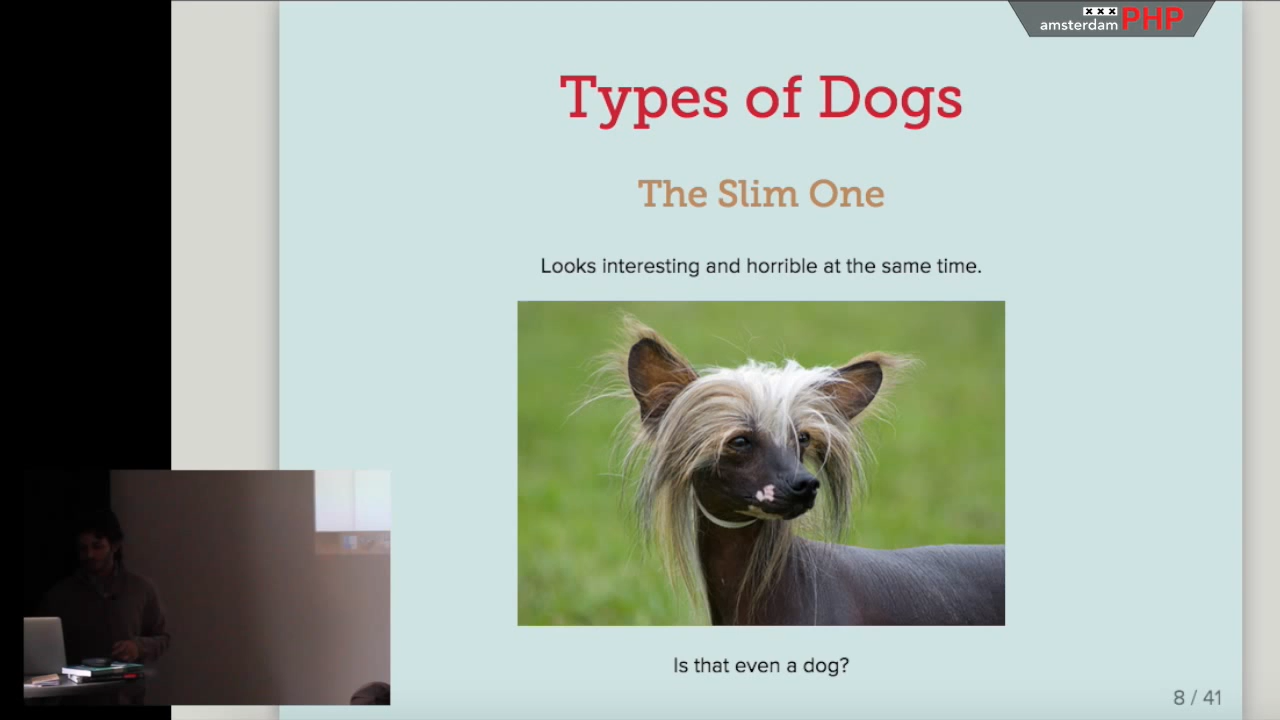 xxx
amsterdam PHP
Types of Dogs
The Slim One
Looks interesting and horrible at the same time.
Is that even a dog?
8 / 41